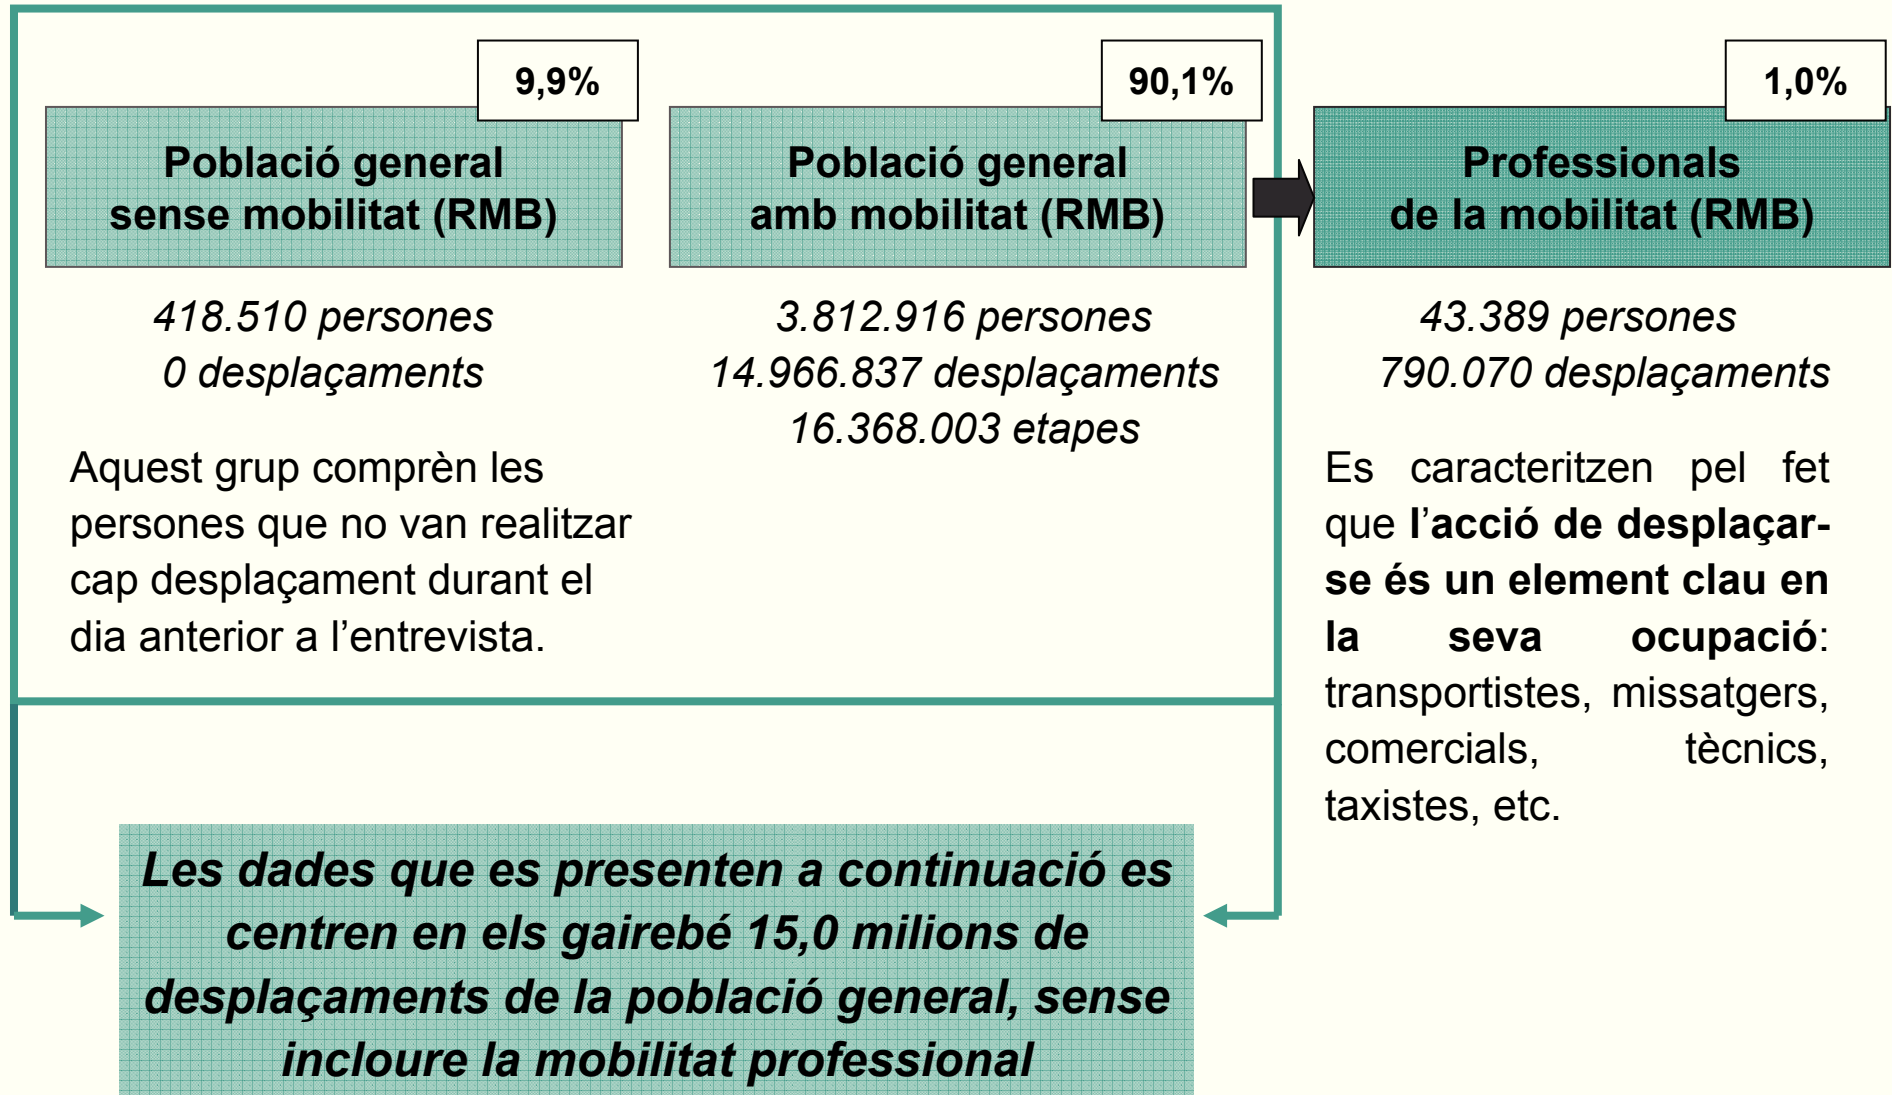 9,9%
Població general
sense mobilitat (RMB)
418.510 persones
0 desplaçaments
Aquest grup comprèn les
persones que no van realitzar
cap desplaçament durant el
dia anterior a l’entrevista.
90,1%
Població general
amb mobilitat (RMB)
3.812.916 persones
14.966.837 desplaçaments
16.368.003 etapes
1,0%
Professionals
de la mobilitat (RMB)
43.389 persones
790.070 desplaçaments
Es caracteritzen pel fet
que l’acció de desplaçar-
se és un element clau en
la seva ocupació:
transportistes, missatgers,
comercials, tècnics,
taxistes, etc.
Les dades que es presenten a continuació es
centren en els gairebé 15,0 milions de
desplaçaments de la població general, sense
incloure la mobilitat professional